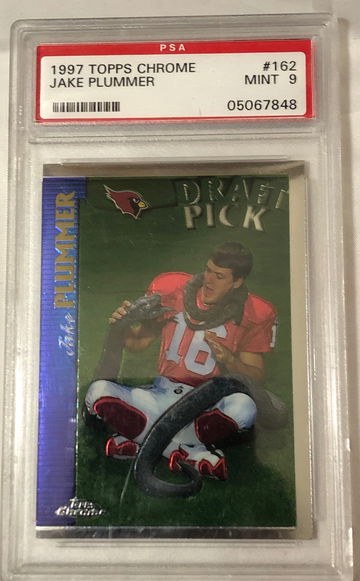 PSA
1997 TOPPS CHROME #162
JAKE PLUMMER MINT 9
05067848
DRAFT
PICK
Jake PLUMMER
16
Topps
Chrome